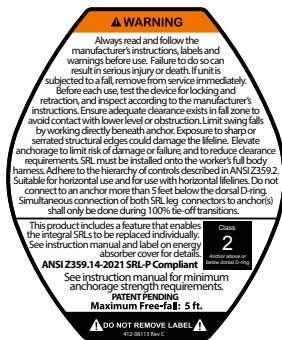 WARNING
Always read and follow the
manufacturer's instructions, labels and
warnings before use. Failure to do so can
result in serious injury or death. If unit is
subjected to a fall, remove from service immediately.
Before each use, test the device for locking and
retraction, and inspect according to the manufacturer's
instructions. Ensure adequate clearance exists in fall zone to
avoid contact with lower level or obstruction. Limit swing falls
by working directly beneath anchor. Exposure to sharp or
serrated structural edges could damage the lifeline. Elevate
anchorage to limit risk of damage or failure, and to reduce clearance
requirements. SRL must be installed onto the worker's full body
harness. Adhere to the hierarchy of controls described in ANSI Z359.2.
Suitable for horizontal use and for use with horizontal lifelines. Do not
connect to an anchor more than 5 feet below the dorsal D-ring.
Simultaneous connection of both SRL leg connectors to anchor(s)
shall only be done during 100% tie-off transitions.
This product includes a feature that enables
the integral SRLs to be replaced individually.
See instruction manual and label on energy
absorber cover for details.
ANSI Z359.14-2021 SRL-P Compliant
Class
2
Anchor above or
below dorsal D-ring
See instruction manual for minimum
anchorage strength requirements.
PATENT PENDING
Maximum Free-fall: 5 ft.
DO NOT REMOVE LABEL
412-06113 Rev C